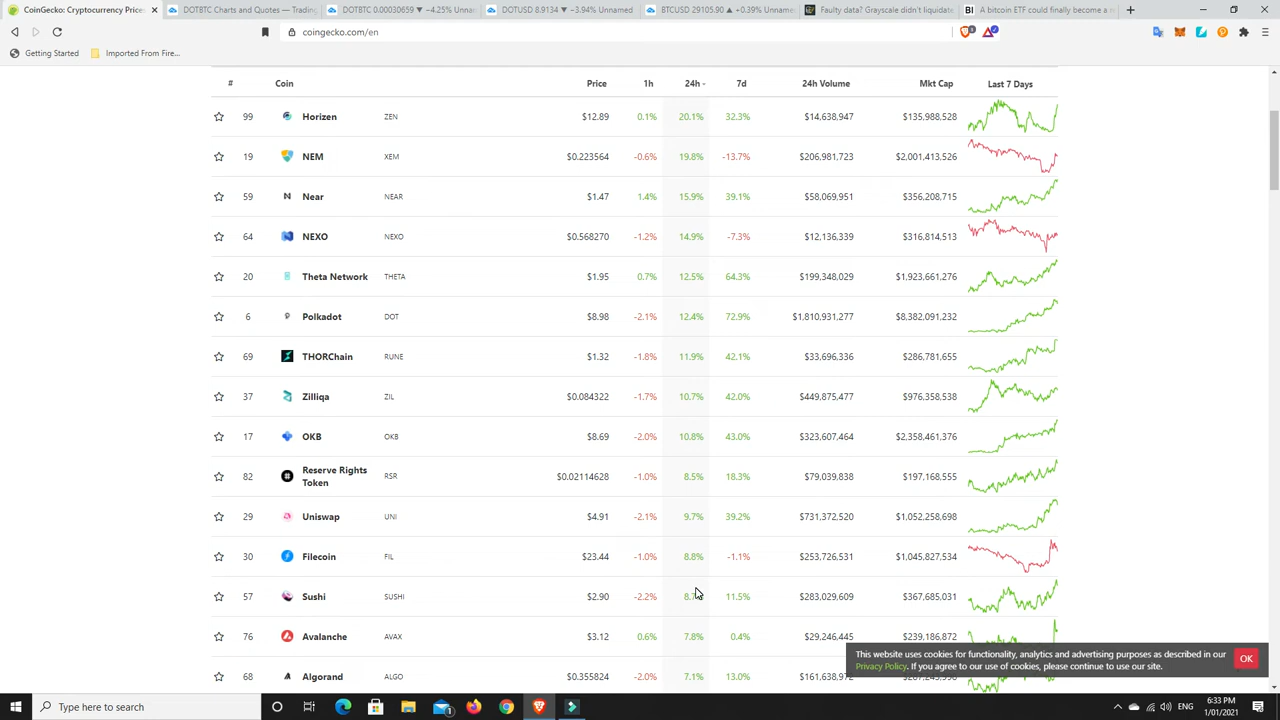 CoinGecko: Cryptocurrency Price
DOTBTC Charts and Quotes — Trading
DOTBTC 0.00030659 ▼ −4.25% Unnan
DOTUSD 8.9134 ▼ −3.94% Unnamed
BTCUSD 29105.90 ▲ +0.39% Unname
Faulty data? Grayscale didn't liquidate
A bitcoin ETF could finally become a re
coingecko.com/en
Getting Started
Imported From Fire...
# Coin Price 1h 24h 7d 24h Volume Mkt Cap Last 7 Days
99 Horizen ZEN $12.89 0.1% 20.1% 32.3% $14,638,947 $135,988,528
19 NEM XEM $0.223564 -0.6% 19.8% -13.7% $206,981,723 $2,001,413,526
59 Near NEAR $1.47 1.4% 15.9% 39.1% $58,069,951 $356,208,715
64 NEXO NEXO $0.568270 -1.2% 14.9% -7.3% $12,136,339 $316,814,513
20 Theta Network THETA $1.95 0.7% 12.5% 64.3% $199,348,029 $1,923,661,276
6 Polkadot DOT $8.98 -2.1% 12.4% 72.9% $1,810,931,277 $8,382,091,232
69 THORChain RUNE $1.32 -1.8% 11.9% 42.1% $33,696,336 $286,781,655
37 Zilliqa ZIL $0.084322 -1.7% 10.7% 42.0% $449,875,477 $976,358,538
17 OKB OKB $8.69 -2.0% 10.8% 43.0% $323,607,464 $2,358,461,376
82 Reserve Rights Token RSR $0.02114628 -1.0% 8.5% 18.3% $79,039,838 $197,168,555
29 Uniswap UNI $4.91 -2.1% 9.7% 39.2% $731,372,520 $1,052,258,698
30 Filecoin FIL $23.44 -1.0% 8.8% -1.1% $253,726,531 $1,045,827,534
57 Sushi SUSHI $2.90 -2.2% 11.5% $283,029,609 $367,685,031
76 Avalanche AVAX $3.12 0.6% 7.8% 0.4% $29,246,445 $239,186,872
68 Algorand ALGO $0.355824 -2.0% 7.1% 13.0%
This website uses cookies for functionality, analytics and advertising purposes as described in our
Privacy Policy. If you agree to our use of cookies, please continue to use our site.
OK
Type here to search
ENG
6:33 PM
1/01/2021